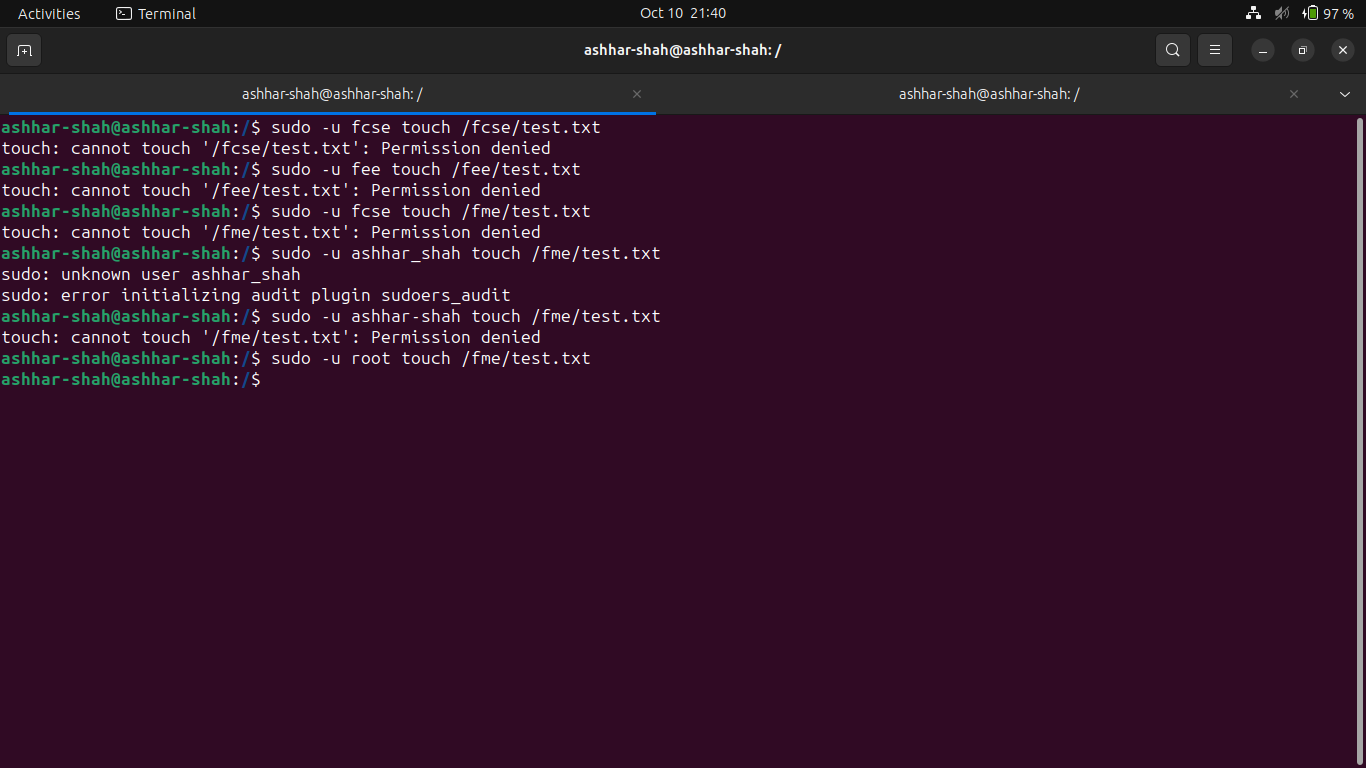 Activities
Terminal
Oct 10 21:40
97 %
ashhar-shah@ashhar-shah: /
ashhar-shah@ashhar-shah: /
ashhar-shah@ashhar-shah: /
ashhar-shah@ashhar-shah:/$ sudo -u fcse touch /fcse/test.txt
touch: cannot touch '/fcse/test.txt': Permission denied
ashhar-shah@ashhar-shah:/$ sudo -u fee touch /fee/test.txt
touch: cannot touch '/fee/test.txt': Permission denied
ashhar-shah@ashhar-shah:/$ sudo -u fcse touch /fme/test.txt
touch: cannot touch '/fme/test.txt': Permission denied
ashhar-shah@ashhar-shah:/$ sudo -u ashhar_shah touch /fme/test.txt
sudo: unknown user ashhar_shah
sudo: error initializing audit plugin sudoers_audit
ashhar-shah@ashhar-shah:/$ sudo -u ashhar-shah touch /fme/test.txt
touch: cannot touch '/fme/test.txt': Permission denied
ashhar-shah@ashhar-shah:/$ sudo -u root touch /fme/test.txt
ashhar-shah@ashhar-shah:/$